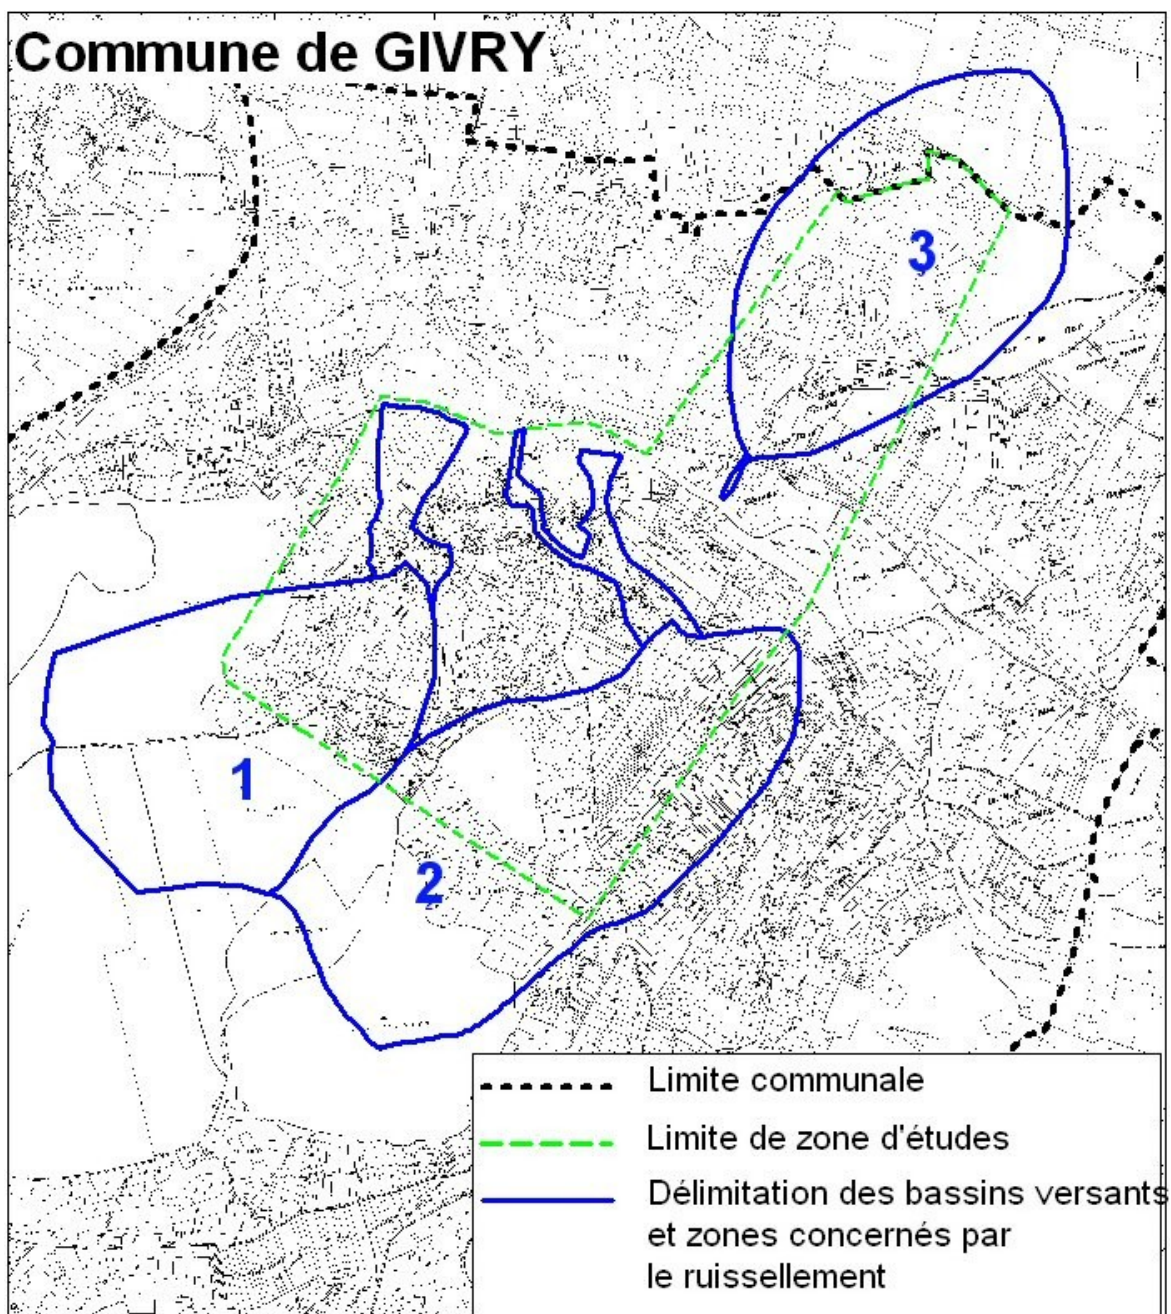 Commune de GIVRY
3
1
2
Limite communale
Limite de zone d'études
Délimitation des bassins versants
et zones concernés par
le ruissellement